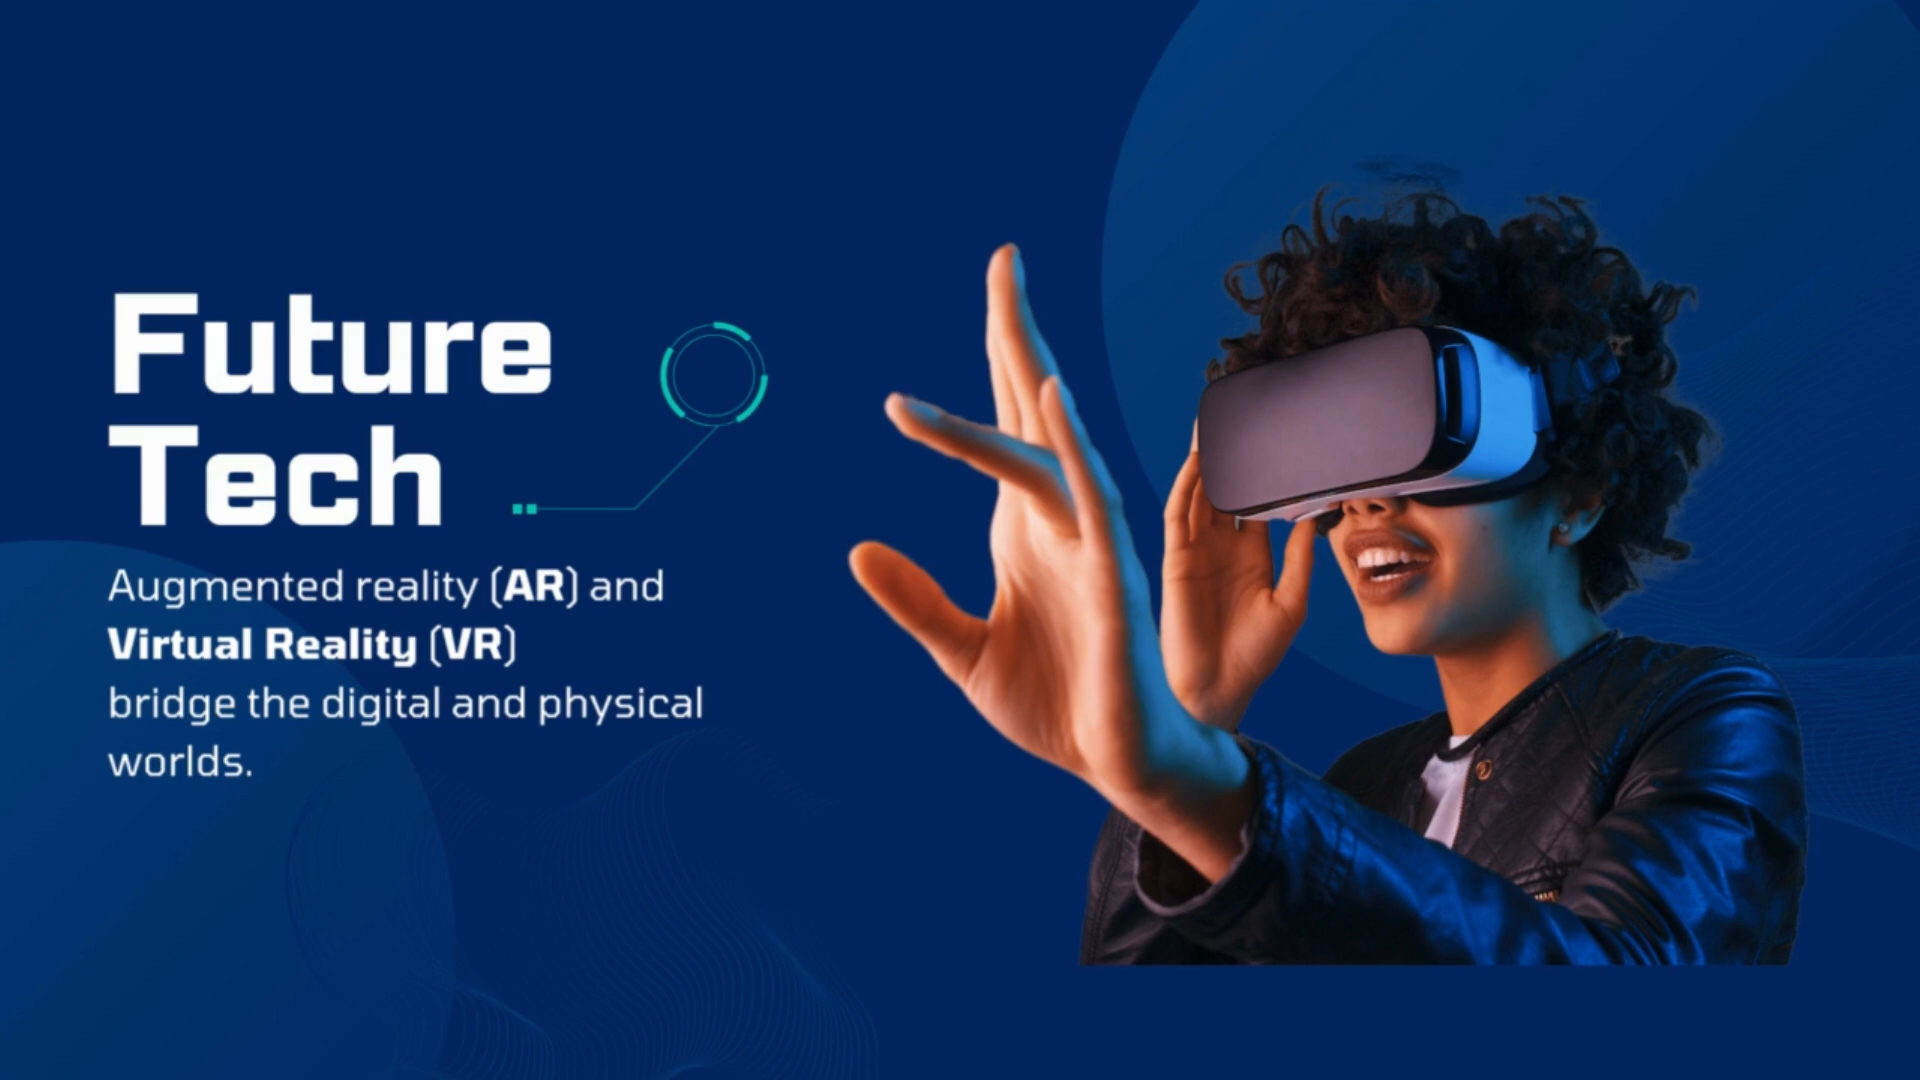 Future
Tech
Augmented reality (AR) and
Virtual Reality (VR)
bridge the digital and physical
worlds.